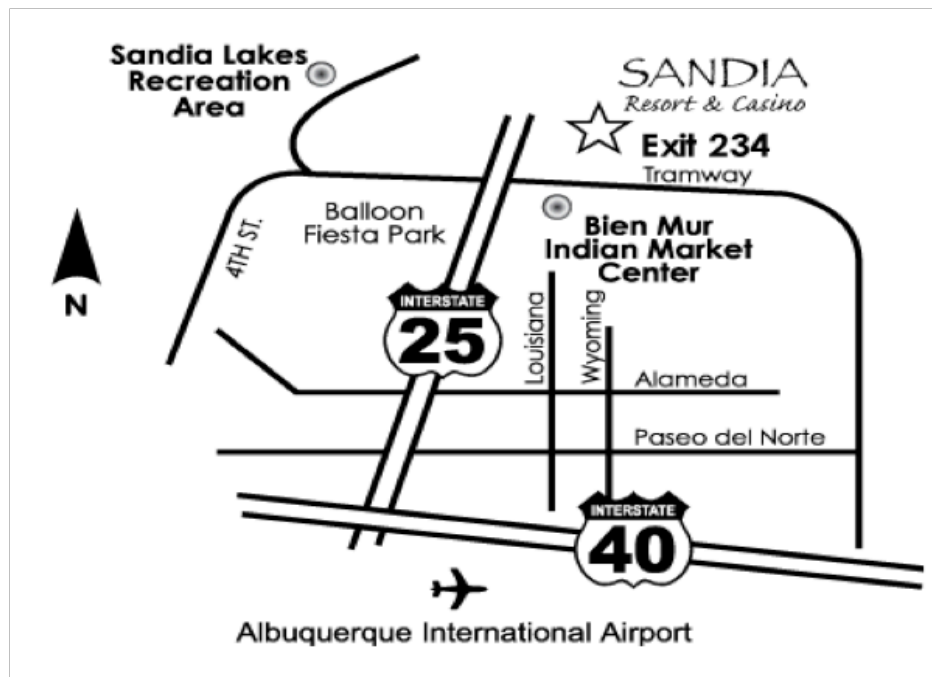 Sandia Lakes
Recreation
Area
SANDIA
Resort & Casino
Exit 234
Tramway
Balloon
Fiesta Park
4TH ST.
Bien Mur
Indian Market
Center
N
INTERSTATE
25
Louisiana
Wyoming
Alameda
Paseo del Norte
INTERSTATE
40
Albuquerque International Airport